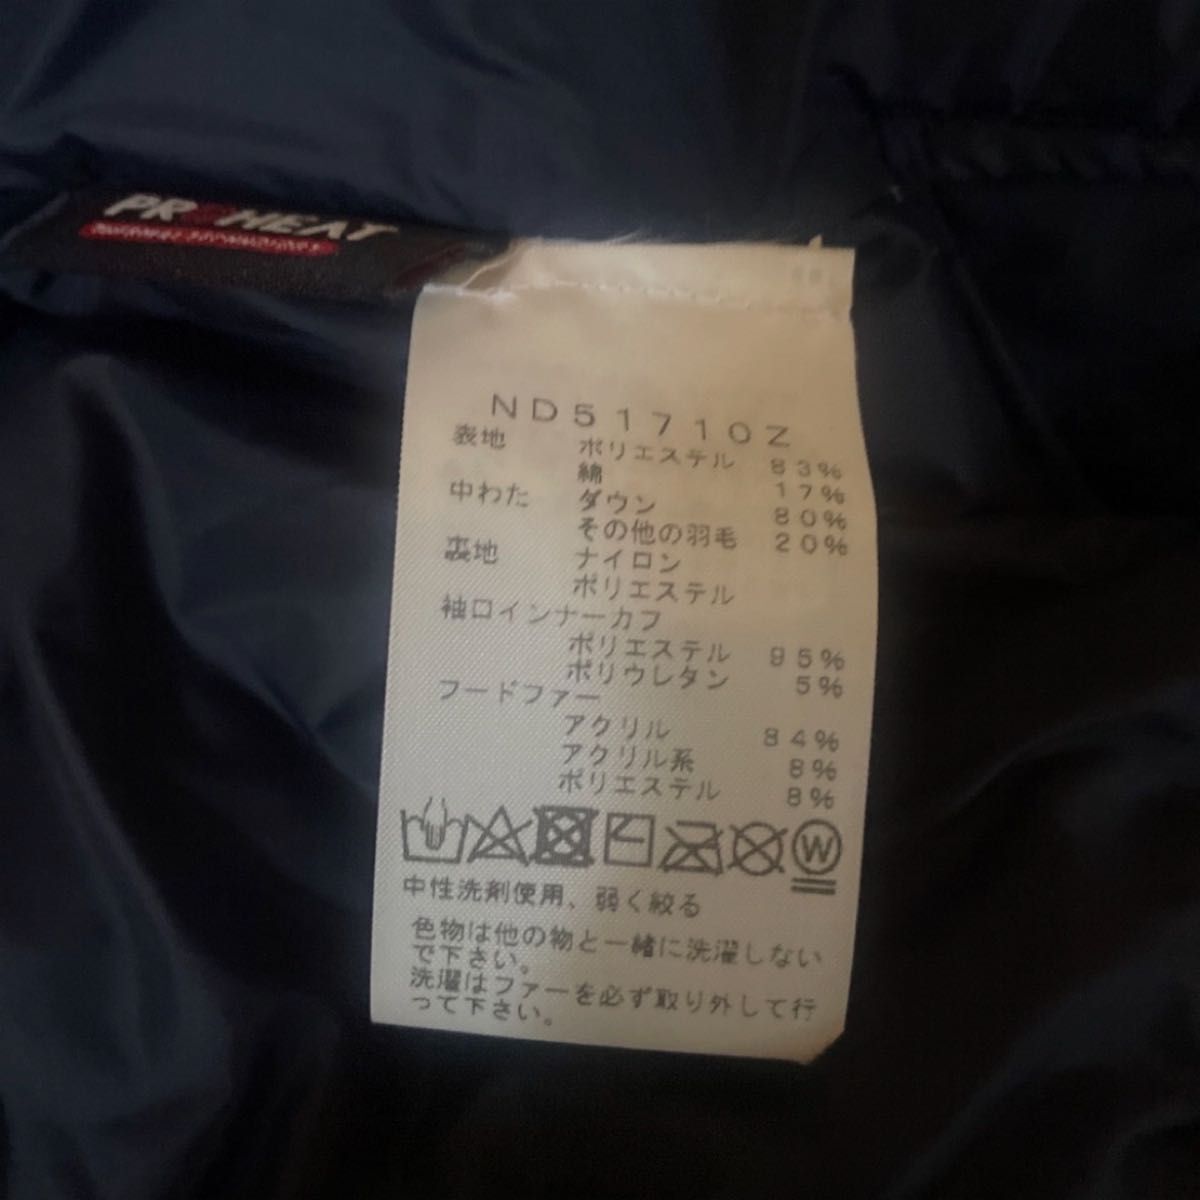 PROHEAT
ND51710Z
表地 ポリエステル 83%
綿 17%
中わた ダウン 80%
その他の羽毛 20%
裏地 ナイロン
ポリエステル
袖口インナーカフ
ポリエステル 95%
ポリウレタン 5%
フードファー
アクリル 84%
アクリル系 8%
ポリエステル 8%
W
中性洗剤使用、弱く絞る
色物は他の物と一緒に洗濯しない
で下さい。
洗濯はファーを必ず取り外して行
って下さい。